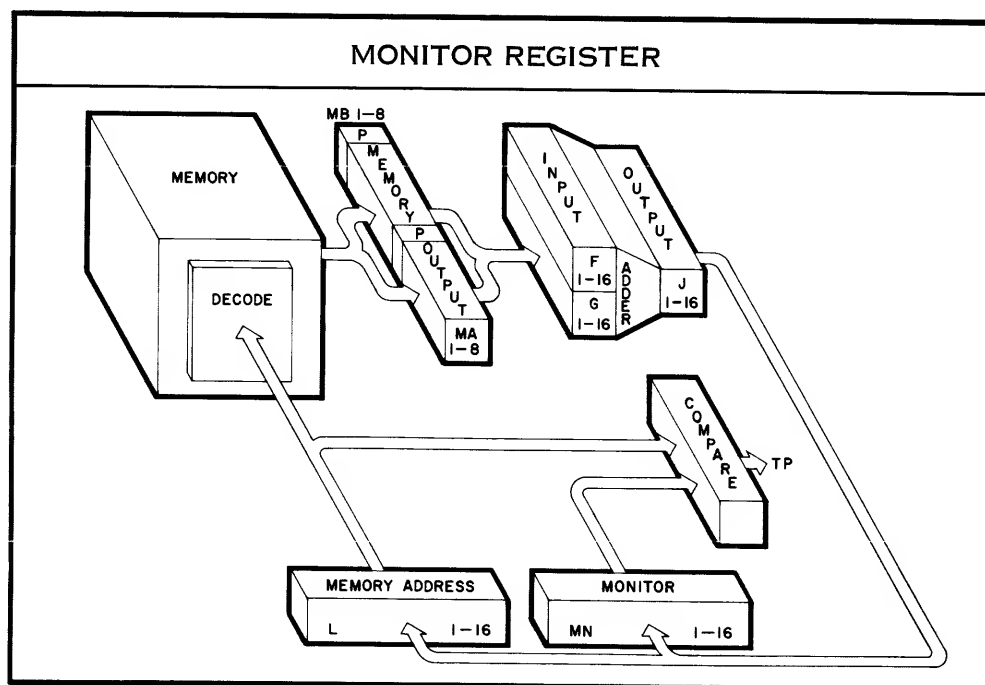 MONITOR REGISTER
MEMORY
DECODE
MB 1-8
P
MEMORY
P
OUTPUT
MA
1-8
INPUT
F
1-16
G
1-16
ADDER
OUTPUT
J
1-16
COMPARE
TP
MEMORY ADDRESS
L 1-16
MONITOR
MN 1-16